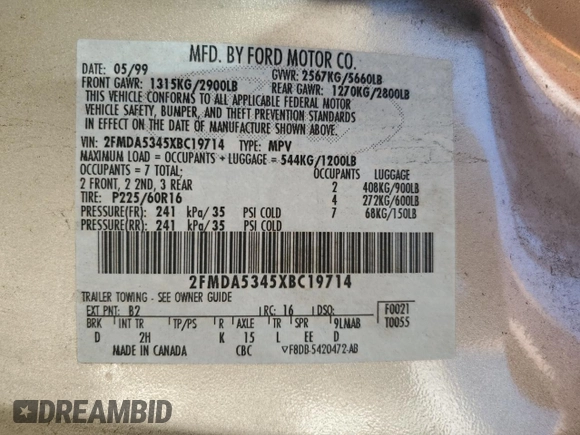 MFD. BY FORD MOTOR CO.
DATE: 05/99 GVWR: 2567KG/5660LB
FRONT GAWR: 1315KG/2900LB REAR GAWR: 1270KG/2800LB
THIS VEHICLE CONFORMS TO ALL APPLICABLE FEDERAL MOTOR
VEHICLE SAFETY, BUMPER, AND THEFT PREVENTION STANDARDS
IN EFFECT ON THE DATE OF MANUFACTURE SHOWN ABOVE.
VIN: 2FMDA5345XBC19714 TYPE: MPV
MAXIMUM LOAD = OCCUPANTS + LUGGAGE = 544KG/1200LB
OCCUPANTS = 7 TOTAL; OCCUPANTS LUGGAGE
2 FRONT, 2 2ND, 3 REAR 2 408KG/900LB
TIRE: P225/60R16 4 272KG/600LB
PRESSURE(FR): 241 kPa/ 35 PSI COLD 7 68KG/150LB
PRESSURE(RR): 241 kPa/ 35 PSI COLD
2FMDA5345XBC19714
TRAILER TOWING - SEE OWNER GUIDE
EXT PNT: B2 RC: 16 DSO: F0021
BRK INT TR TP/PS R AXLE TR SPR 9LMAB T0055
D 2H K 15 L EE D
MADE IN CANADA CBC VF8DB-5420472-AB
DREAMBID